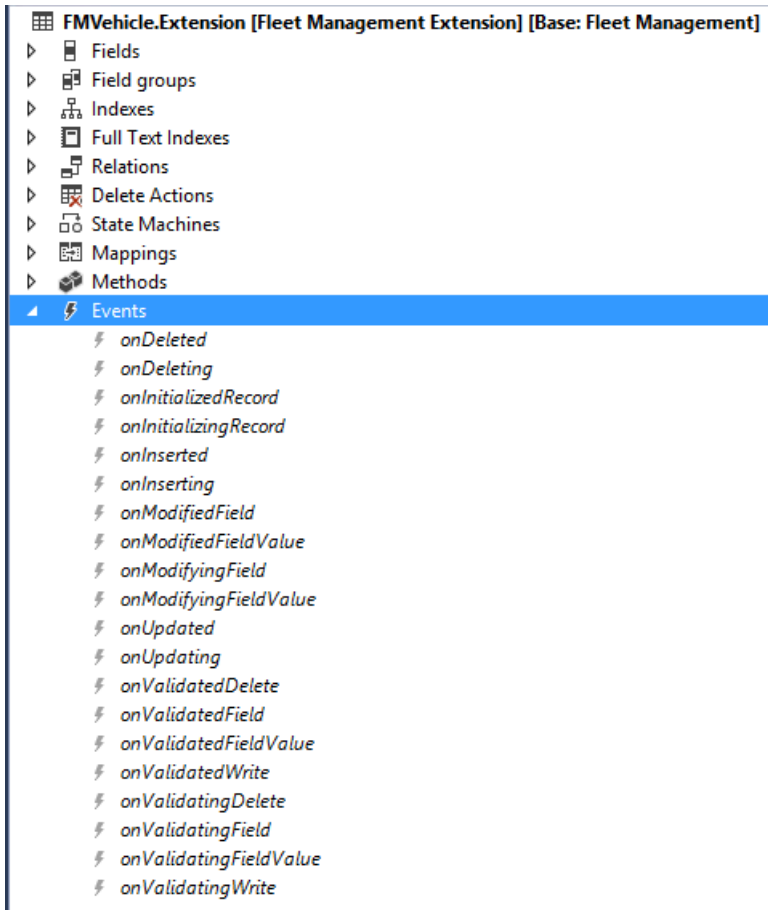 FMVehicle.Extension [Fleet Management Extension] [Base: Fleet Management]
Fields
Field groups
Indexes
Full Text Indexes
Relations
Delete Actions
State Machines
Mappings
Methods
Events
onDeleted
onDeleting
onInitializedRecord
onInitializingRecord
onInserted
onInserting
onModifiedField
onModifiedFieldValue
onModifyingField
onModifyingFieldValue
onUpdated
onUpdating
onValidatedDelete
onValidatedField
onValidatedFieldValue
onValidatedWrite
onValidatingDelete
onValidatingField
onValidatingFieldValue
onValidatingWrite